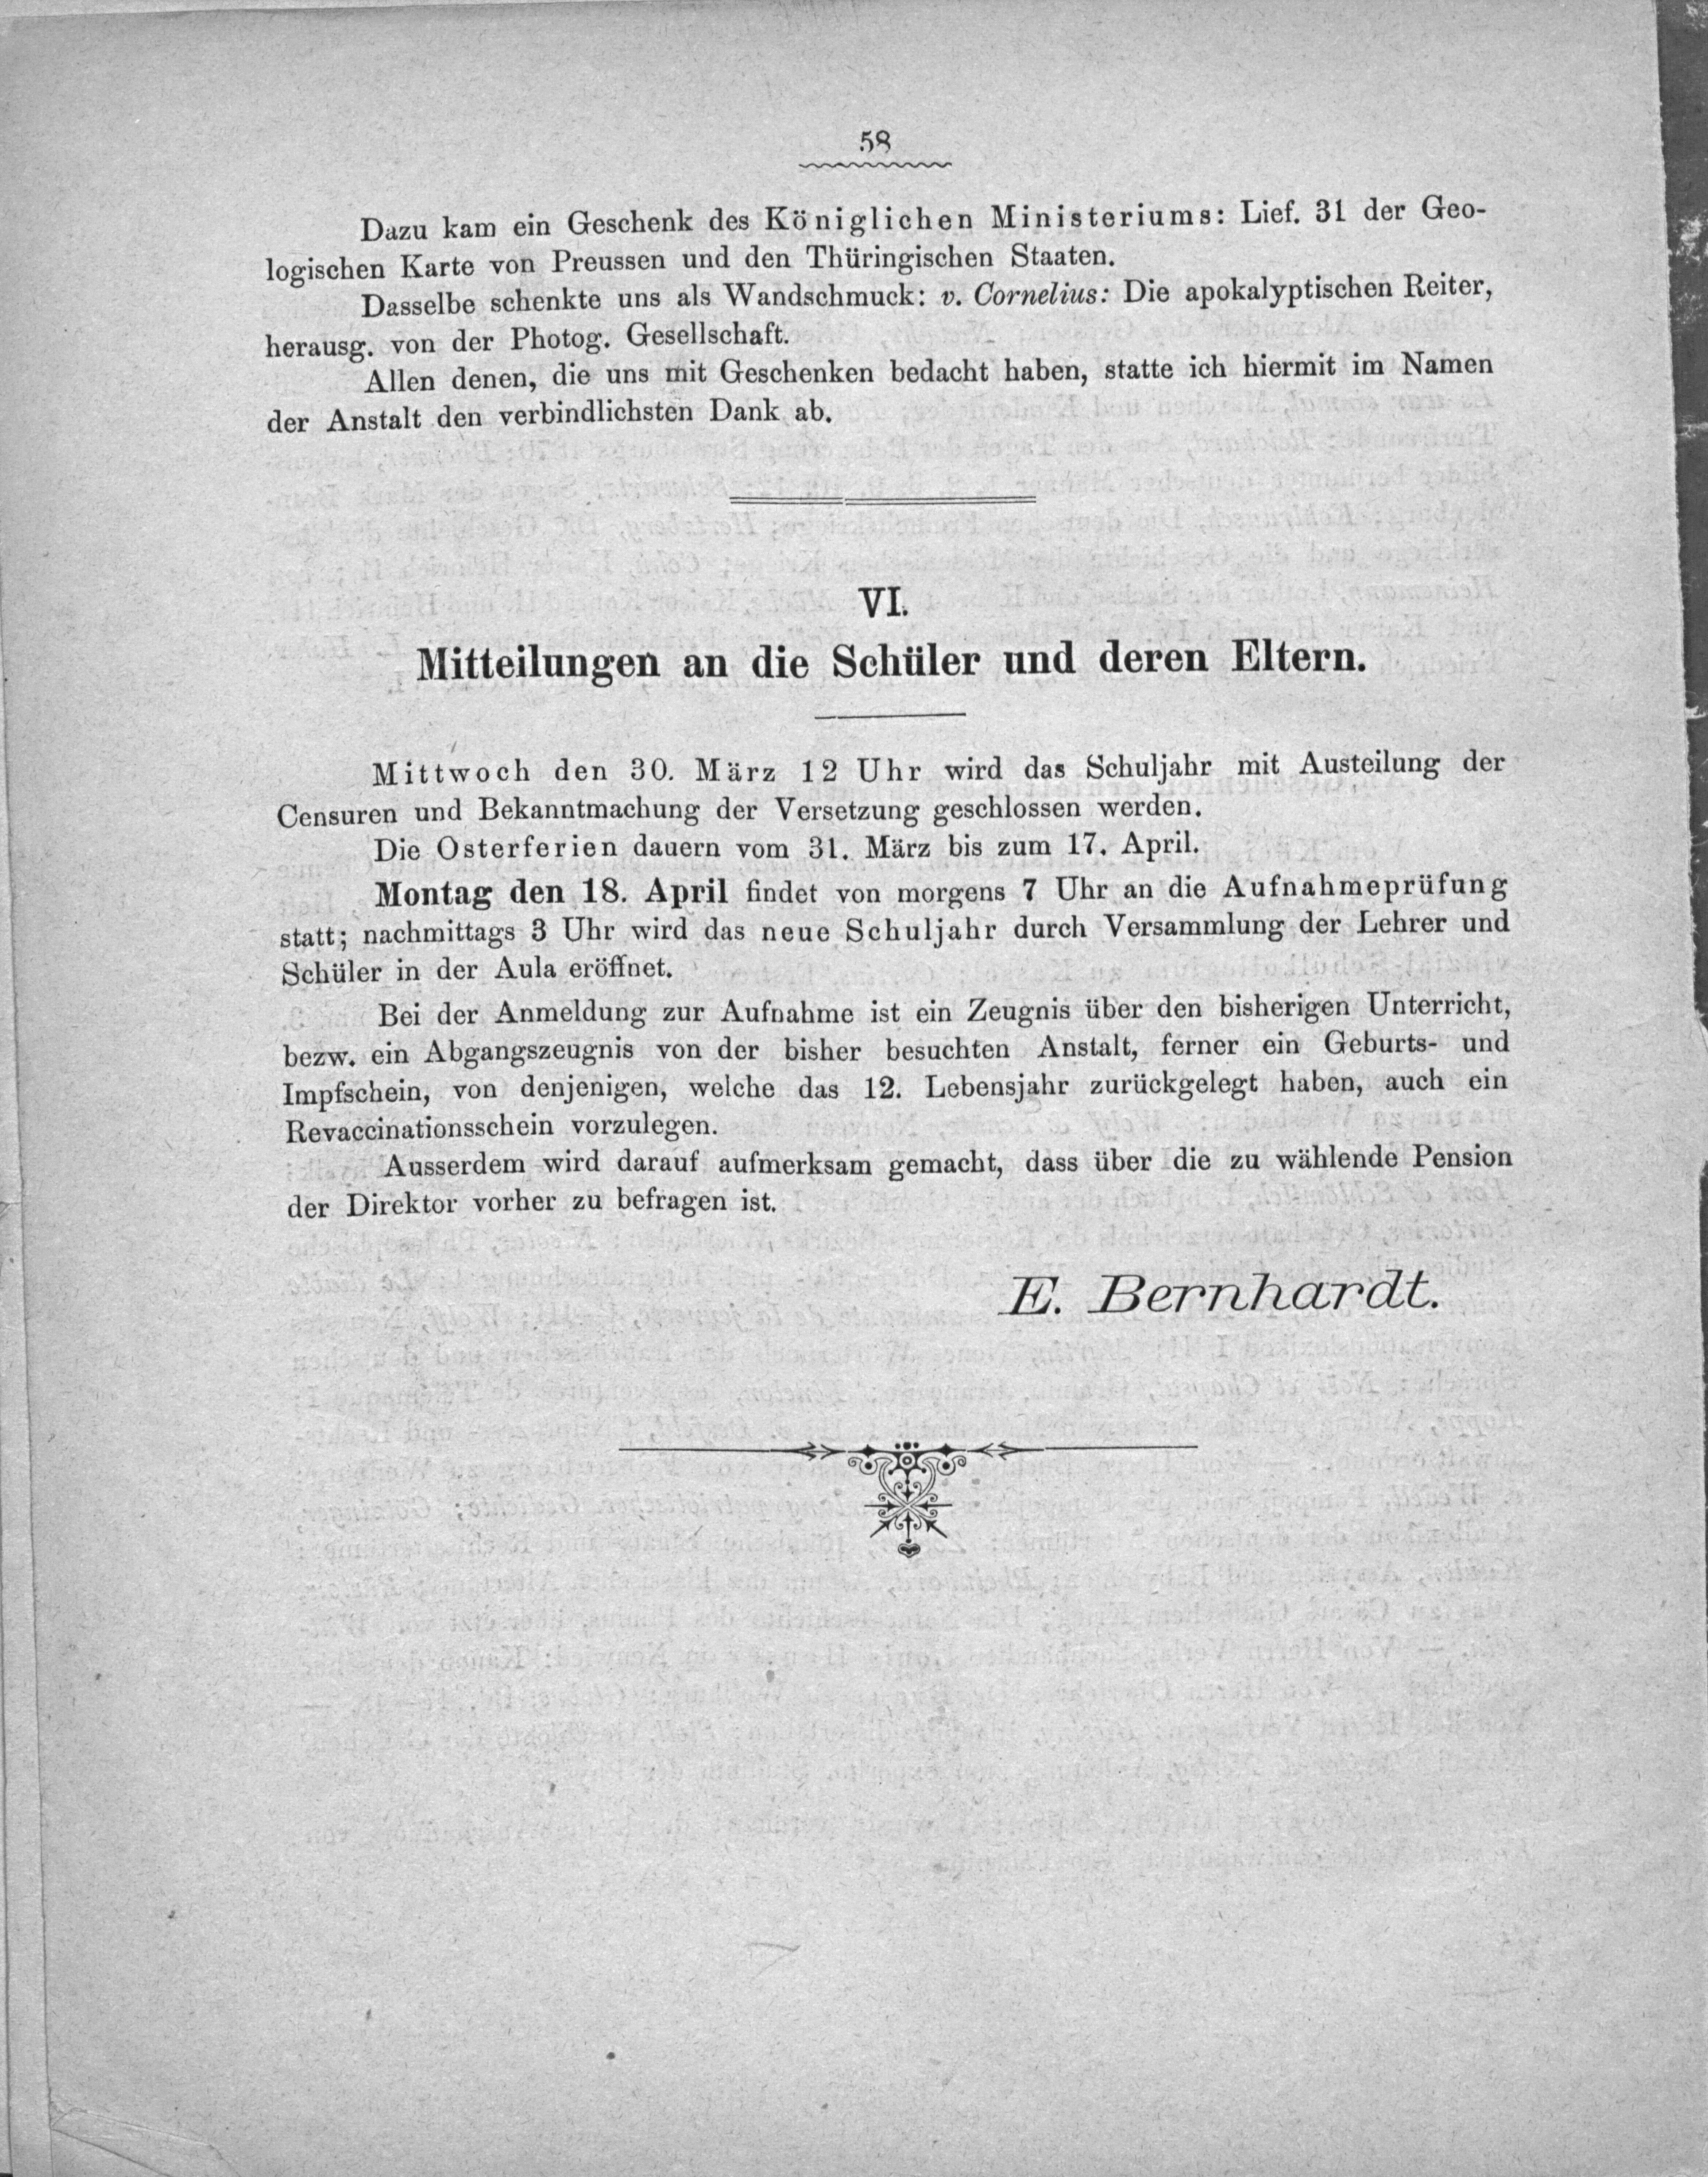 58
Dazu kam ein Geschenk des Königlichen Ministeriums: Lief. 31 der Geo-
logischen Karte von Preussen und den Thüringischen Staaten.
Dasselbe schenkte uns als Wandschmuck: v. Cornelius: Die apokalyptischen Reiter,
herausg. von der Photog. Gesellschaft.
Allen denen, die uns mit Geschenken bedacht haben, statte ich hiermit im Namen
der Anstalt den verbindlichsten Dank ab.
VI.
Mitteilungen an die Schüler und deren Eltern.
Mittwoch den 30. März 12 Uhr wird das Schuljahr mit Austeilung der
Censuren und Bekanntmachung der Versetzung geschlossen werden.
Die Osterferien dauern vom 31. März bis zum 17. April.
Montag den 18. April findet von morgens 7 Uhr an die Aufnahmeprüfung
statt; nachmittags 3 Uhr wird das neue Schuljahr durch Versammlung der Lehrer und
Schüler in der Aula eröffnet.
Bei der Anmeldung zur Aufnahme ist ein Zeugnis über den bisherigen Unterricht,
bezw. ein Abgangszeugnis von der bisher besuchten Anstalt, ferner ein Geburts- und
Impfschein, von denjenigen, welche das 12. Lebensjahr zurückgelegt haben, auch ein
Revaccinationsschein vorzulegen.
Ausserdem wird darauf aufmerksam gemacht, dass über die zu wählende Pension
der Direktor vorher zu befragen ist.
E. Bernhardt.